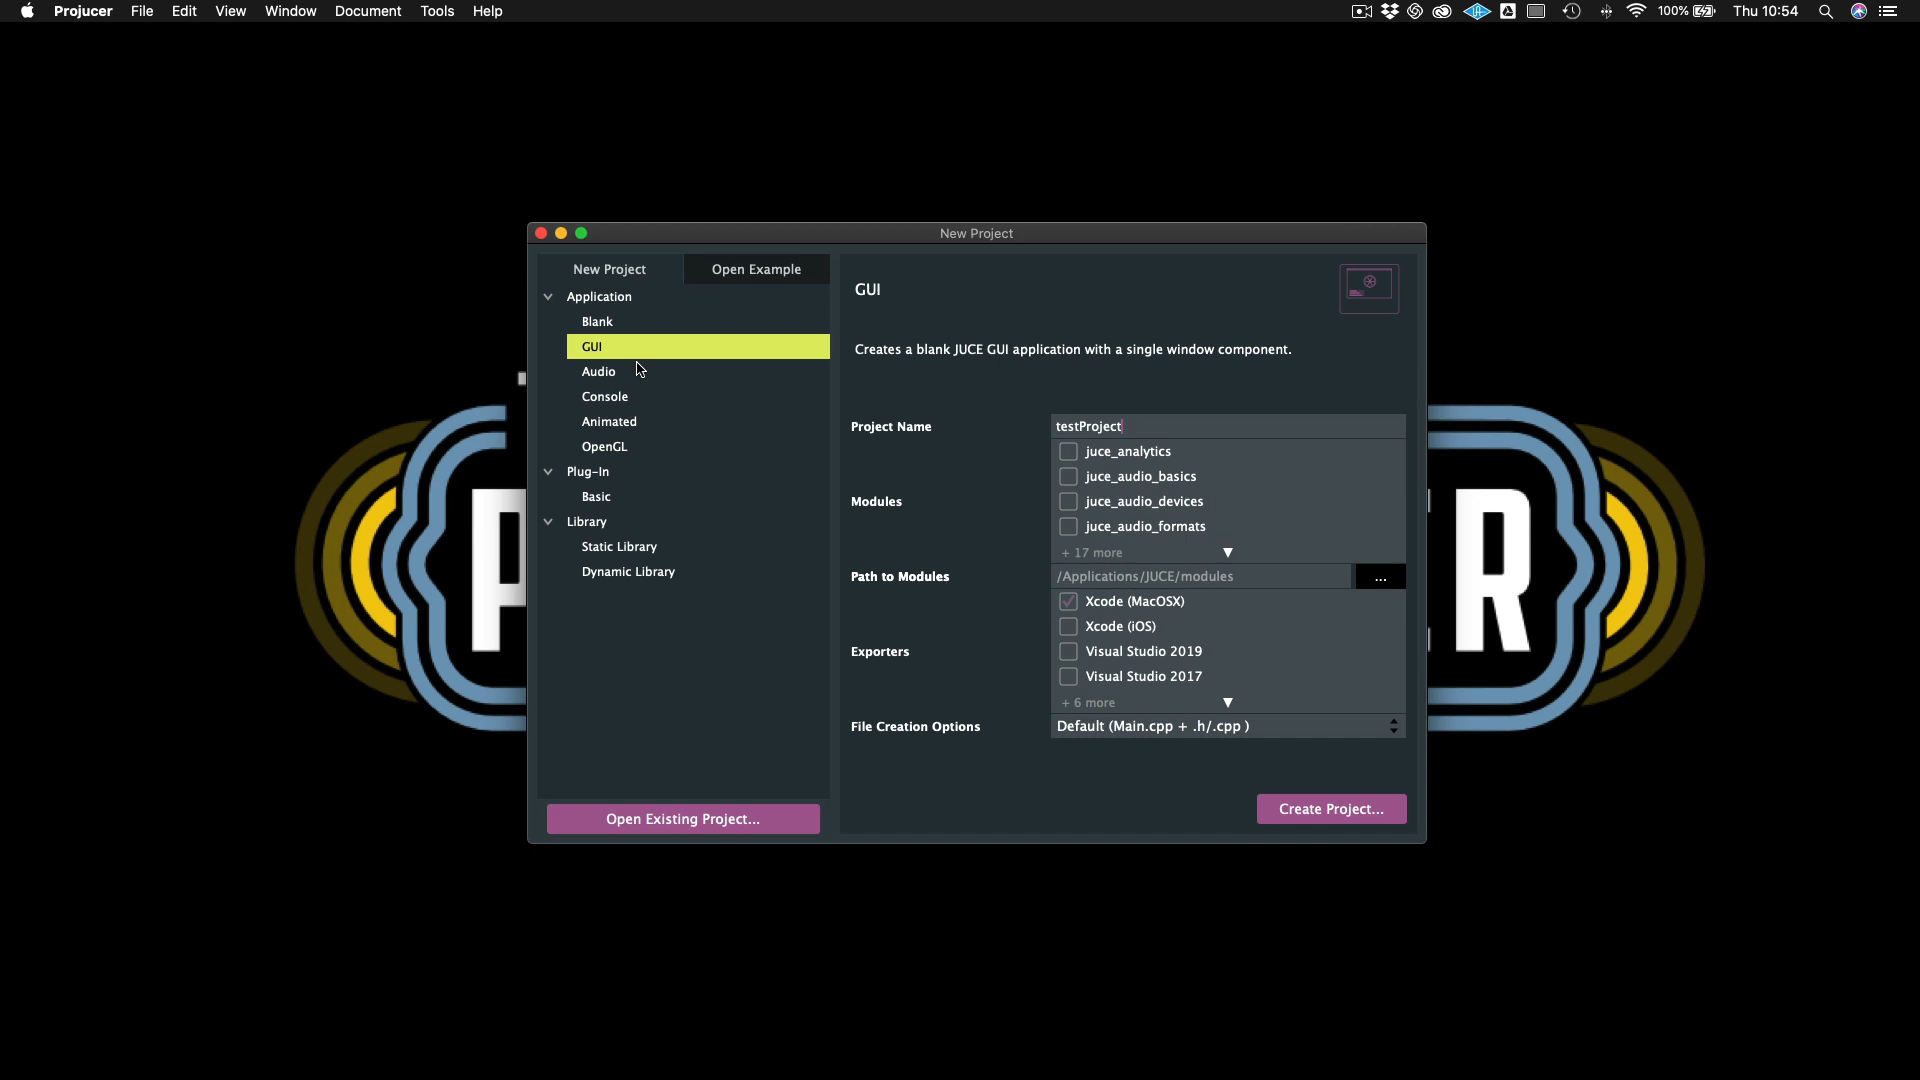 Projucer File Edit View Window Document Tools Help 100% Thu 10:54
New Project
New Project Open Example
Application
Blank
GUI
Audio
Console
Animated
OpenGL
Plug-In
Basic
Library
Static Library
Dynamic Library
Open Existing Project...
GUI
Creates a blank JUCE GUI application with a single window component.
Project Name testProject
Modules
juce_analytics
juce_audio_basics
juce_audio_devices
juce_audio_formats
+ 17 more
Path to Modules /Applications/JUCE/modules ...
Exporters
Xcode (MacOSX)
Xcode (iOS)
Visual Studio 2019
Visual Studio 2017
+ 6 more
File Creation Options Default (Main.cpp + .h/.cpp )
Create Project...
P
ER